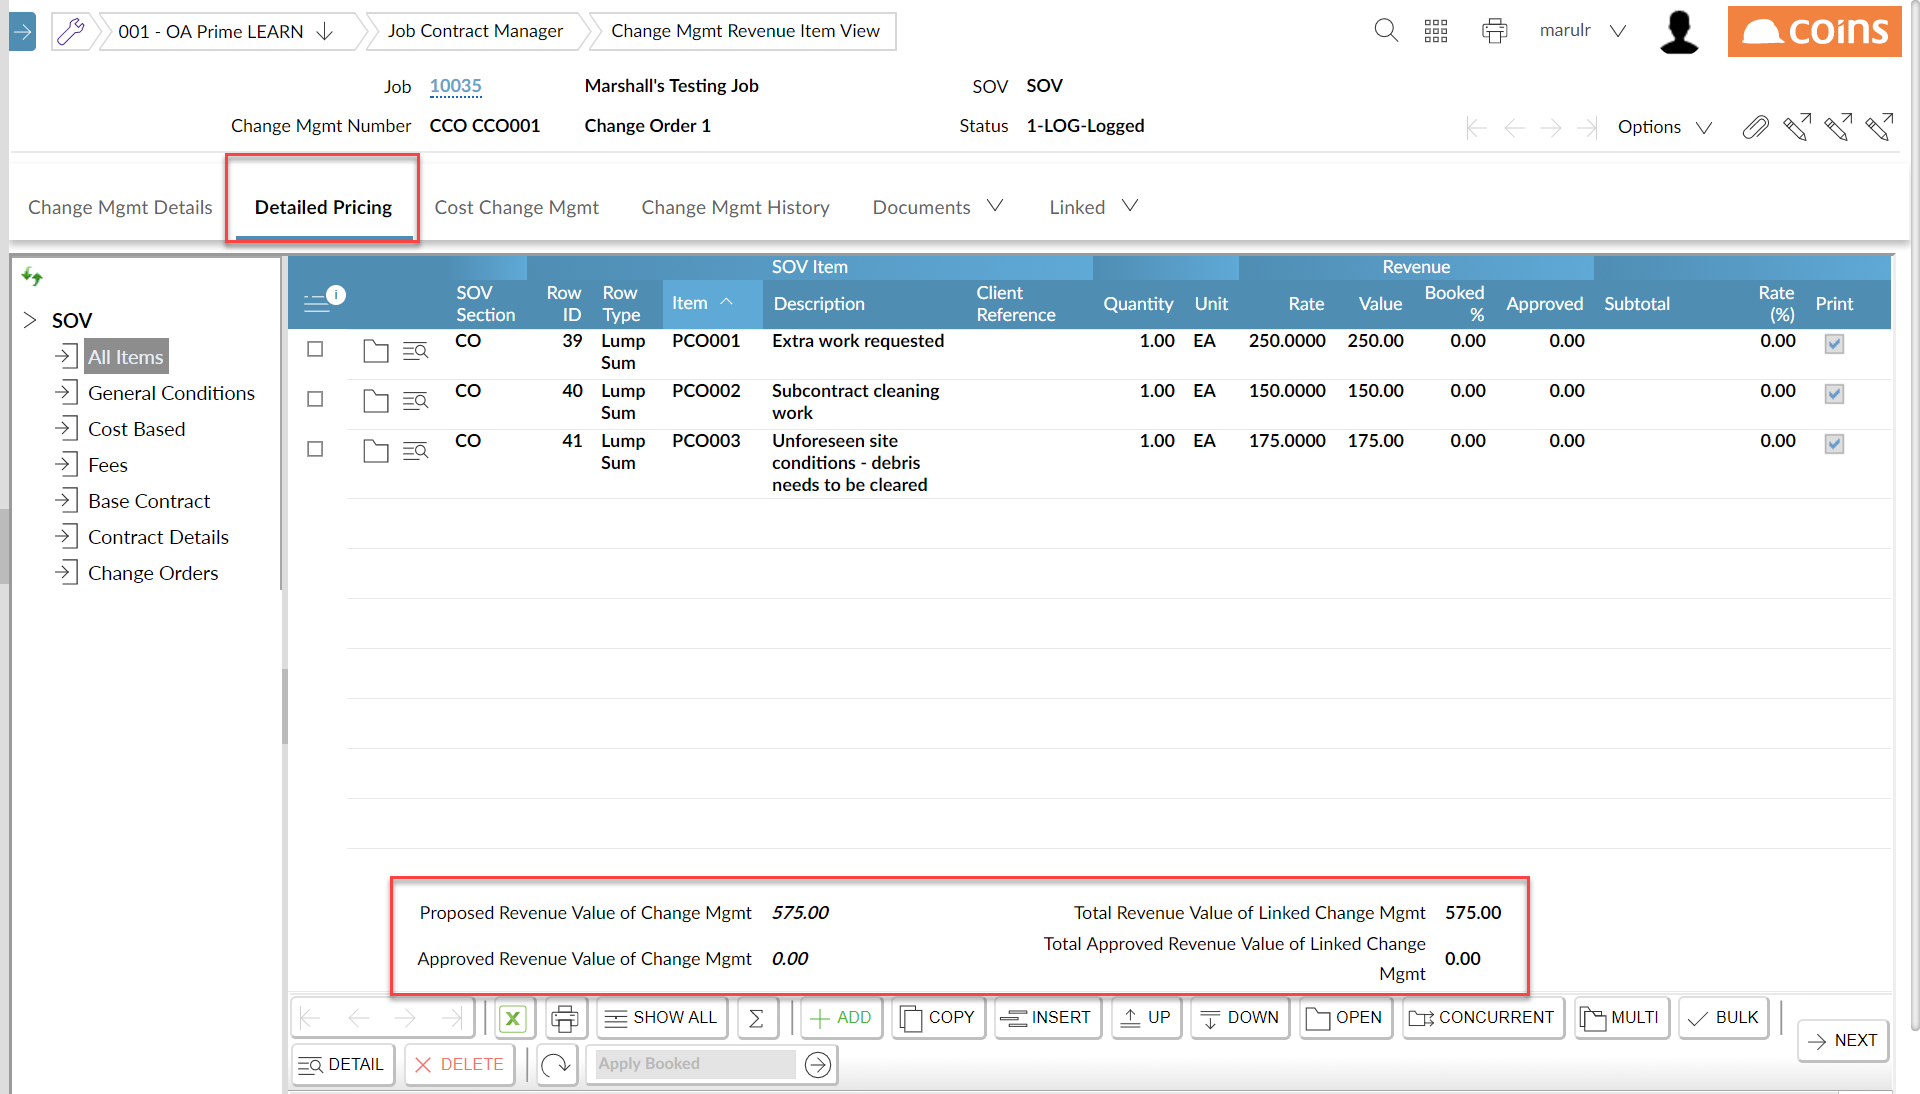 001 - OA Prime LEARN
Job Contract Manager
Change Mgmt Revenue Item View
marulr
coins
Job 10035 Marshall's Testing Job SOV SOV
Change Mgmt Number CCO CCO001 Change Order 1 Status 1-LOG-Logged
Options
Change Mgmt Details Detailed Pricing Cost Change Mgmt Change Mgmt History Documents Linked
SOV
All Items
General Conditions
Cost Based
Fees
Base Contract
Contract Details
Change Orders
SOV Item Revenue
SOV Row Row Client Booked Rate
Item Description Quantity Unit Rate Value Approved Subtotal Print
Section ID Type Reference % (%)
CO 39 Lump PCO001 Extra work requested 1.00 EA 250.0000 250.00 0.00 0.00 0.00
Sum
CO 40 Lump PCO002 Subcontract cleaning 1.00 EA 150.0000 150.00 0.00 0.00 0.00
Sum work
CO 41 Lump PCO003 Unforeseen site 1.00 EA 175.0000 175.00 0.00 0.00 0.00
Sum conditions - debris
needs to be cleared
Proposed Revenue Value of Change Mgmt 575.00 Total Revenue Value of Linked Change Mgmt 575.00
Total Approved Revenue Value of Linked Change
Approved Revenue Value of Change Mgmt 0.00 0.00
Mgmt
SHOW ALL Σ ADD COPY INSERT UP DOWN OPEN CONCURRENT MULTI BULK
NEXT
DETAIL DELETE Apply Booked